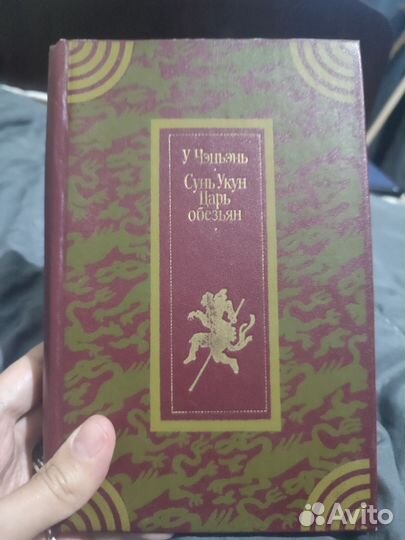 У Чэнъэнь
Сунь Укун
Царь
обезьян
Avito